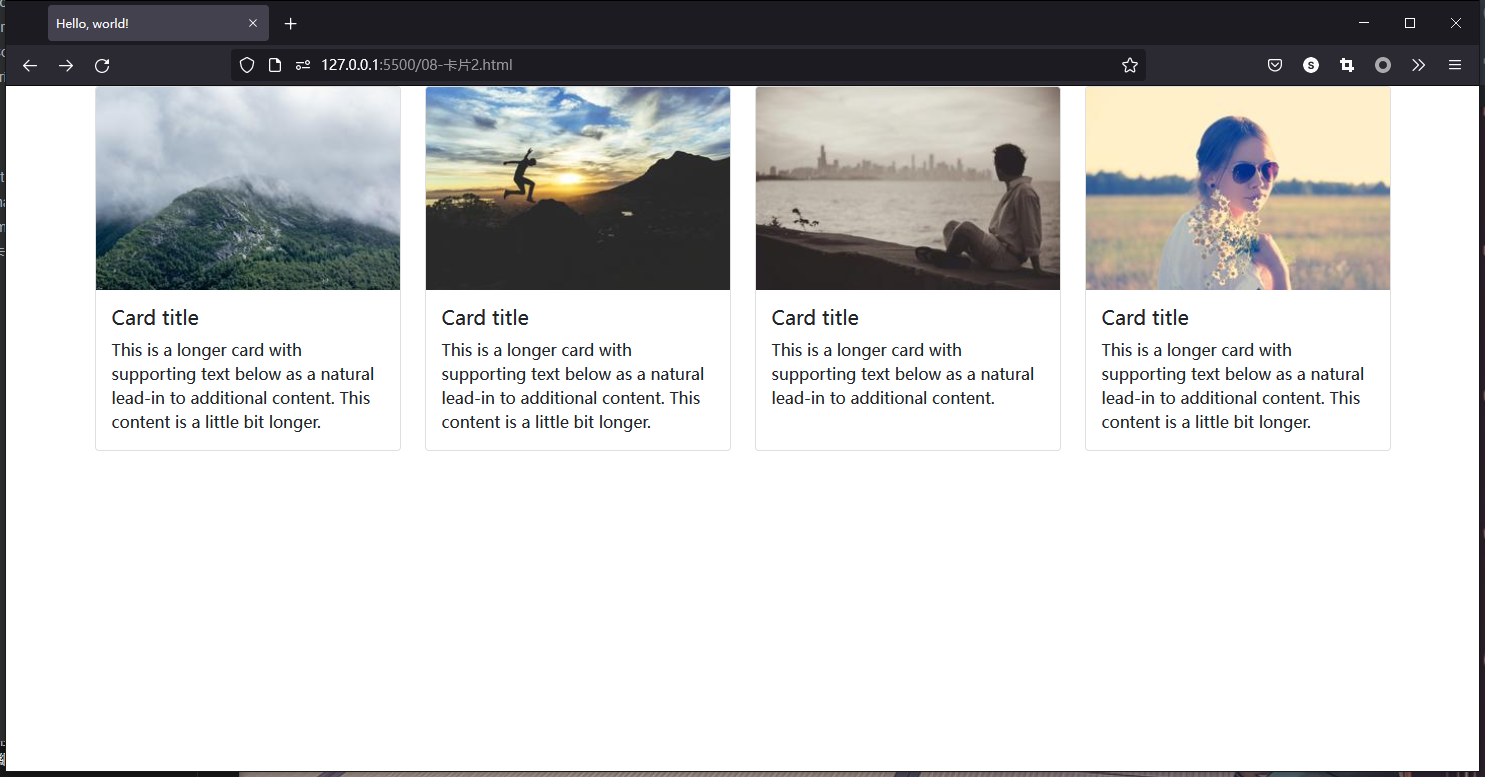 Hello, world!
127.0.0.1:5500/08-卡片2.html
S
Card title
This is a longer card with
supporting text below as a natural
lead-in to additional content. This
content is a little bit longer.
Card title
This is a longer card with
supporting text below as a natural
lead-in to additional content. This
content is a little bit longer.
Card title
This is a longer card with
supporting text below as a natural
lead-in to additional content.
Card title
This is a longer card with
supporting text below as a natural
lead-in to additional content. This
content is a little bit longer.